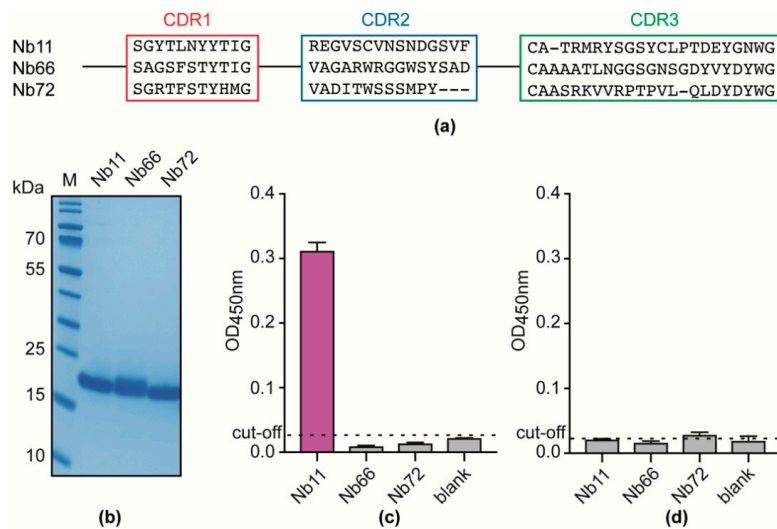 CDR1 CDR2 CDR3
Nb11 SGYTLNYYTIG REGVSCVNSNDGSVF CA-TRMRYSGSYCLPTDEYGNWG
Nb66 SAGSFSTYTIG VAGARWRGGWSYSAD CAAAATLNGGSGNSGDYVYDYWG
Nb72 SGRTFSTYHMG VADITWSSSMPY--- CAASRKVVRPTPVL-QLDYDYWG
(a)
kDa M Nb11 Nb66 Nb72
70
55
25
15
10
(b)
OD450nm
0.4
0.3
0.2
0.1
cut-off
0.0
Nb11 Nb66 Nb72 blank
(c)
OD450nm
0.4
0.3
0.2
0.1
cut-off
0.0
Nb11 Nb66 Nb72 blank
(d)